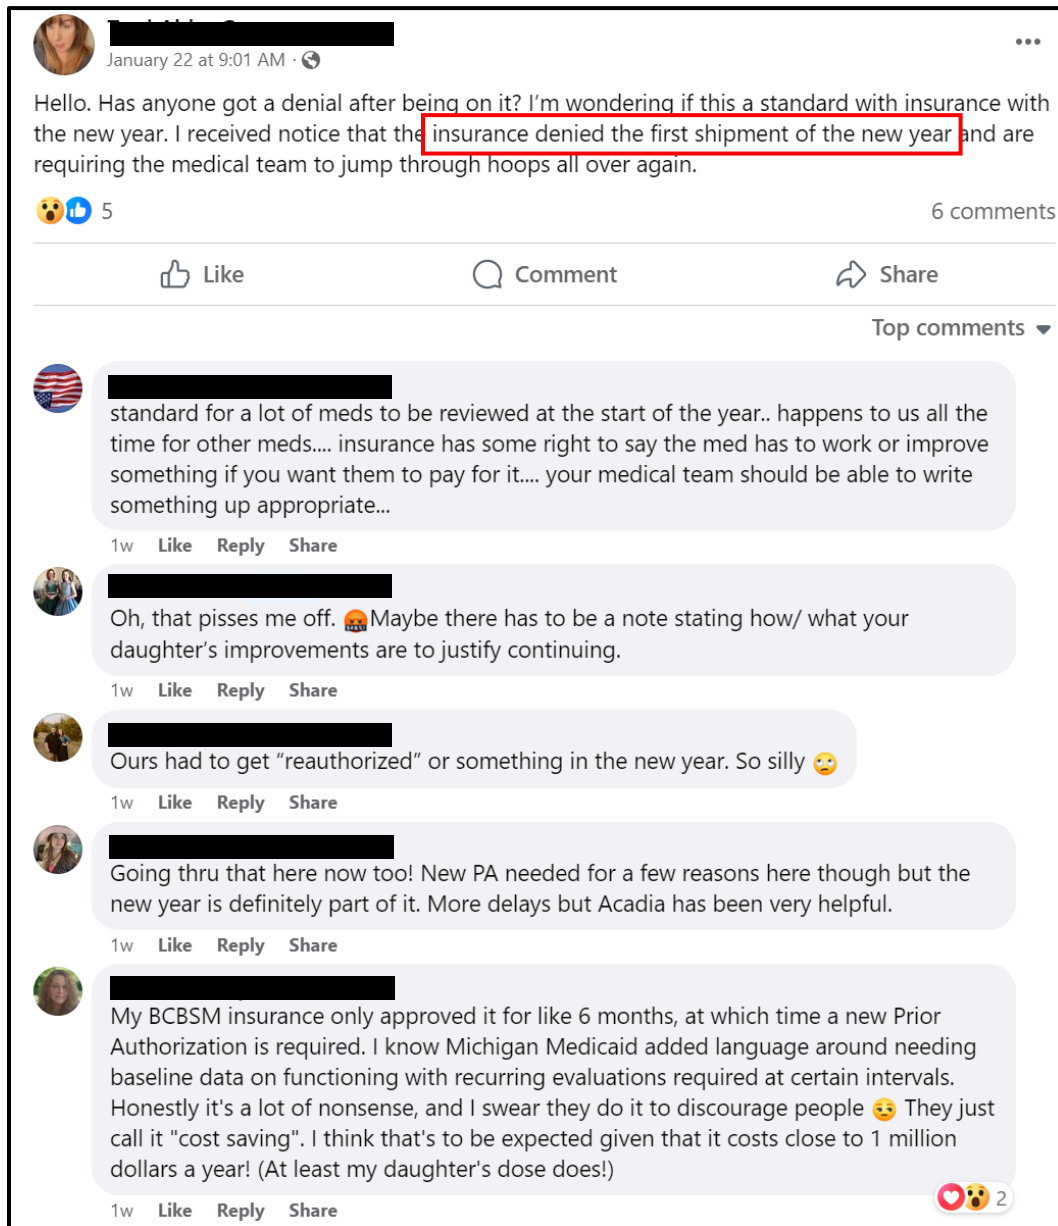 January 22 at 9:01 AM ·
Hello. Has anyone got a denial after being on it? I'm wondering if this a standard with insurance with
the new year. I received notice that the insurance denied the first shipment of the new year and are
requiring the medical team to jump through hoops all over again.
5
6 comments
Like
Comment
Share
Top comments
standard for a lot of meds to be reviewed at the start of the year.. happens to us all the
time for other meds.... insurance has some right to say the med has to work or improve
something if you want them to pay for it.... your medical team should be able to write
something up appropriate...
1w Like Reply Share
Oh, that pisses me off. 🤬Maybe there has to be a note stating how/ what your
daughter's improvements are to justify continuing.
1w Like Reply Share
Ours had to get “reauthorized” or something in the new year. So silly 🙄
1w Like Reply Share
Going thru that here now too! New PA needed for a few reasons here though but the
new year is definitely part of it. More delays but Acadia has been very helpful.
1w Like Reply Share
My BCBSM insurance only approved it for like 6 months, at which time a new Prior
Authorization is required. I know Michigan Medicaid added language around needing
baseline data on functioning with recurring evaluations required at certain intervals.
Honestly it's a lot of nonsense, and I swear they do it to discourage people 😒 They just
call it "cost saving". I think that's to be expected given that it costs close to 1 million
dollars a year! (At least my daughter's dose does!)
2
1w Like Reply Share